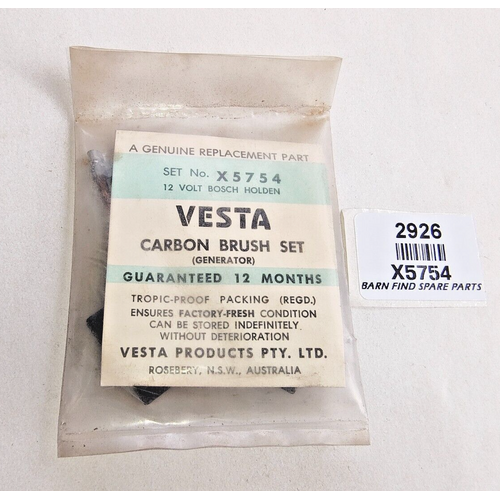 A GENUINE REPLACEMENT PART
SET No. X5754
12 VOLT BOSCH HOLDEN
VESTA
CARBON BRUSH SET
(GENERATOR)
GUARANTEED 12 MONTHS
TROPIC-PROOF PACKING (REGD.)
ENSURES FACTORY-FRESH CONDITION
CAN BE STORED INDEFINITELY
WITHOUT DETERIORATION
VESTA PRODUCTS PTY. LTD.
ROSEBERY, N.S.W., AUSTRALIA
2926
X5754
BARN FIND SPARE PARTS